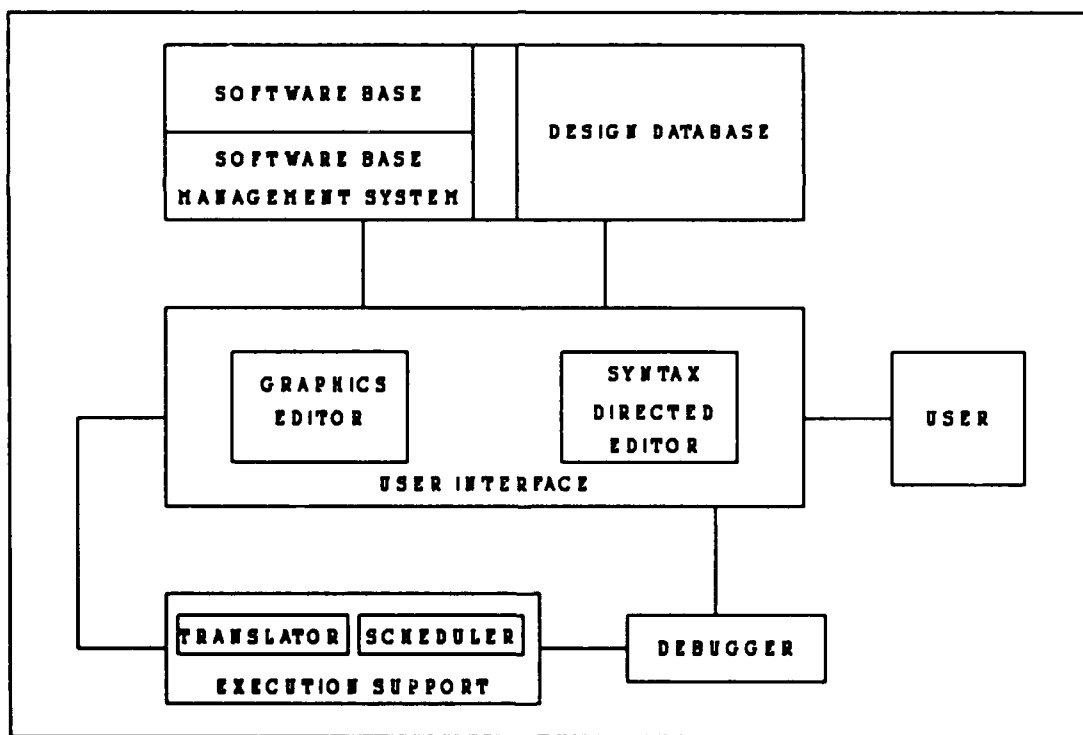 SOFTWARE BASE
SOFTWARE BASE
MANAGEMENT SYSTEM
DESIGN DATABASE
GRAPHICS
EDITOR
SYNTAX
DIRECTED
EDITOR
USER INTERFACE
USER
TRANSLATOR
SCHEDULER
EXECUTION SUPPORT
DEBUGGER